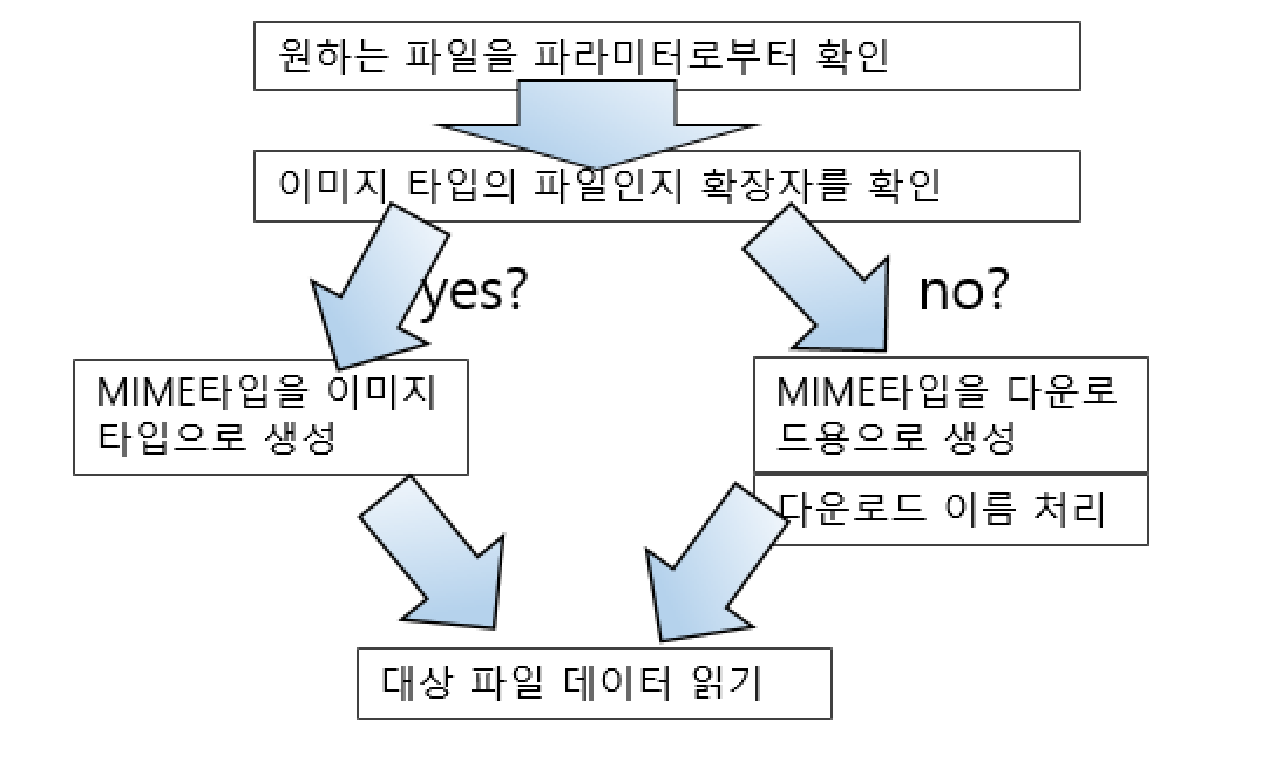 원하는 파일을 파라미터로부터 확인
이미지 타입의 파일인지 확장자를 확인
yes?
no?
MIME타입을 이미지
타입으로 생성
MIME타입을 다운로
드용으로 생성
다운로드 이름 처리
대상 파일 데이터 읽기